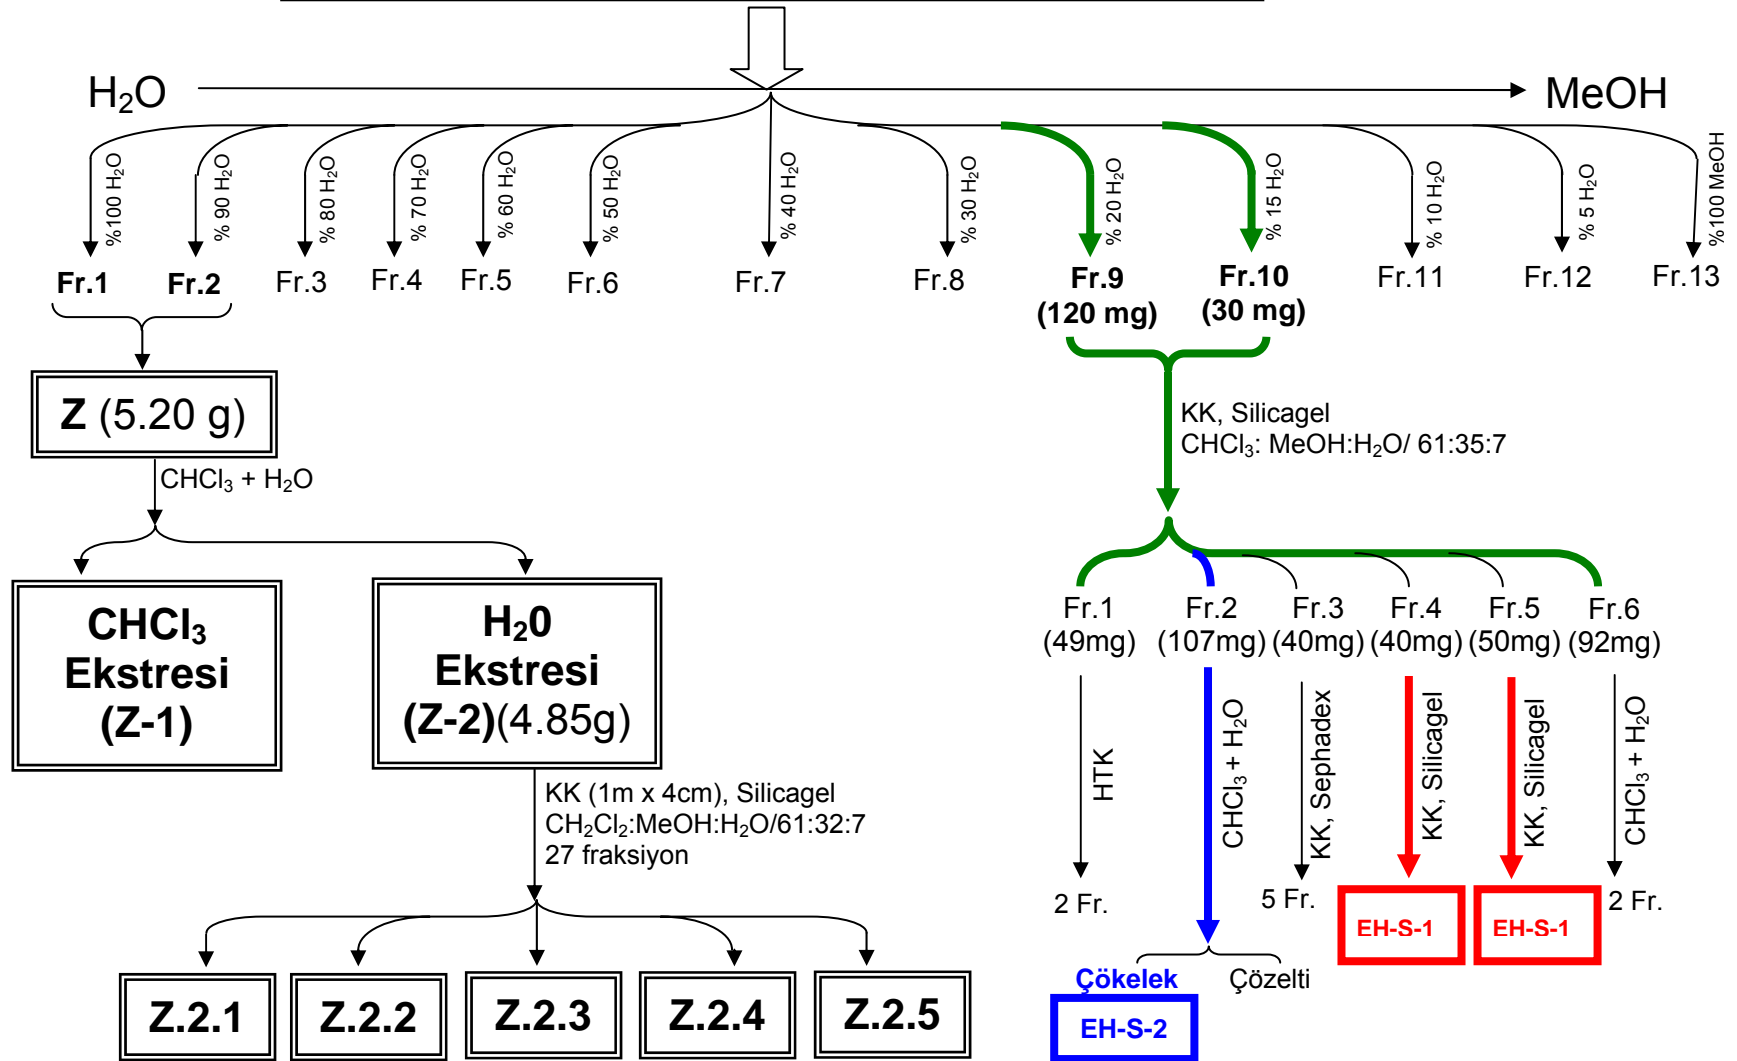 H₂O
MeOH
%100 H₂O
% 90 H₂O
% 80 H₂O
% 70 H₂O
% 60 H₂O
% 50 H₂O
% 40 H₂O
% 30 H₂O
% 20 H₂O
% 15 H₂O
% 10 H₂O
% 5 H₂O
%100 MeOH
Fr.1
Fr.2
Fr.3
Fr.4
Fr.5
Fr.6
Fr.7
Fr.8
Fr.9
(120 mg)
Fr.10
(30 mg)
Fr.11
Fr.12
Fr.13
Z (5.20 g)
CHCl₃ + H₂O
CHCl₃
Ekstresi
(Z-1)
H₂0
Ekstresi
(Z-2)(4.85g)
KK (1m x 4cm), Silicagel
CH₂Cl₂:MeOH:H₂O/61:32:7
27 fraksiyon
Z.2.1
Z.2.2
Z.2.3
Z.2.4
Z.2.5
KK, Silicagel
CHCl₃: MeOH:H₂O/ 61:35:7
Fr.1
(49mg)
Fr.2
(107mg)
Fr.3
(40mg)
Fr.4
(40mg)
Fr.5
(50mg)
Fr.6
(92mg)
HTK
CHCl₃ + H₂O
KK, Sephadex
KK, Silicagel
KK, Silicagel
CHCl₃ + H₂O
2 Fr.
5 Fr.
EH-S-1
EH-S-1
2 Fr.
Çökelek
Çözelti
EH-S-2